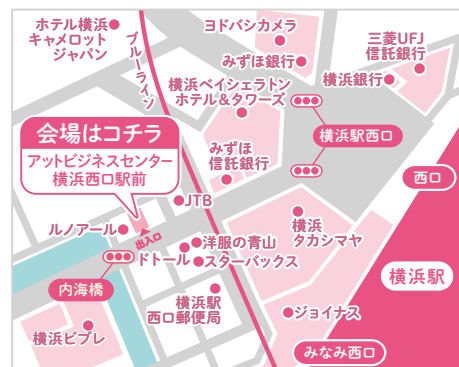 ホテル横浜
キャメロット
ジャパン
ブルーライン
ヨドバシカメラ
みずほ銀行
三菱UFJ
信託銀行
横浜銀行
横浜ベイシェラトン
ホテル&タワーズ
横浜駅西口
会場はコチラ
アットビジネスセンター
横浜西口駅前
みずほ
信託銀行
西口
JTB
ルノアール
出入口
横浜
タカシマヤ
洋服の青山
ドトール
スターバックス
内海橋
横浜駅
横浜駅
西口郵便局
ジョイナス
横浜ビブレ
みなみ西口